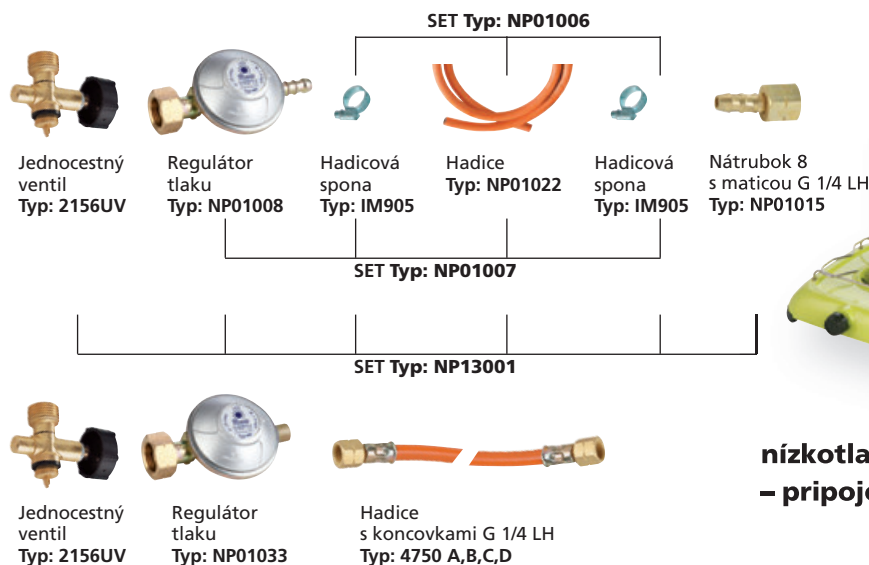 SET Typ: NP01006
Jednocestný
ventil
Typ: 2156UV
Regulátor
tlaku
Typ: NP01008
Hadicová
spona
Typ: IM905
Hadice
Typ: NP01022
Hadicová
spona
Typ: IM905
Nátrubok 8
s maticou G 1/4 LH
Typ: NP01015
SET Typ: NP01007
SET Typ: NP13001
Jednocestný
ventil
Typ: 2156UV
Regulátor
tlaku
Typ: NP01033
Hadice
s koncovkami G 1/4 LH
Typ: 4750 A,B,C,D
nízkotla
– pripoje